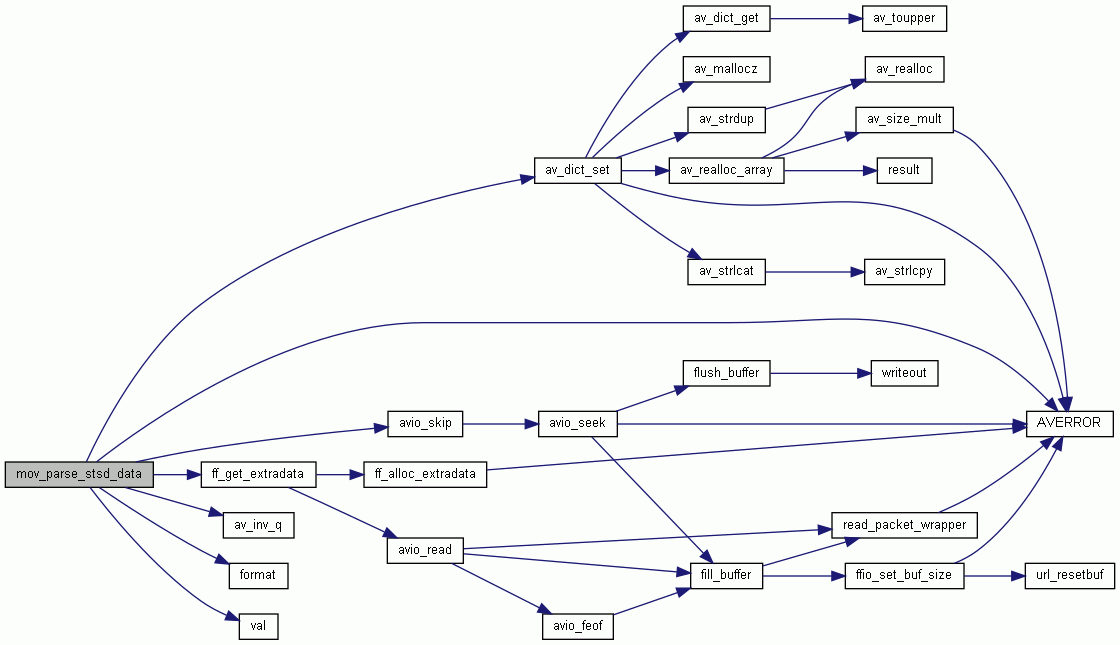 av_dict_get
av_toupper
av_mallocz
av_realloc
av_strdup
av_size_mult
av_dict_set
av_realloc_array
result
av_strlcat
av_strlcpy
flush_buffer
writeout
avio_skip
avio_seek
AVERROR
mov_parse_stsd_data
ff_get_extradata
ff_alloc_extradata
av_inv_q
read_packet_wrapper
avio_read
format
fill_buffer
ffio_set_buf_size
url_resetbuf
val
avio_feof